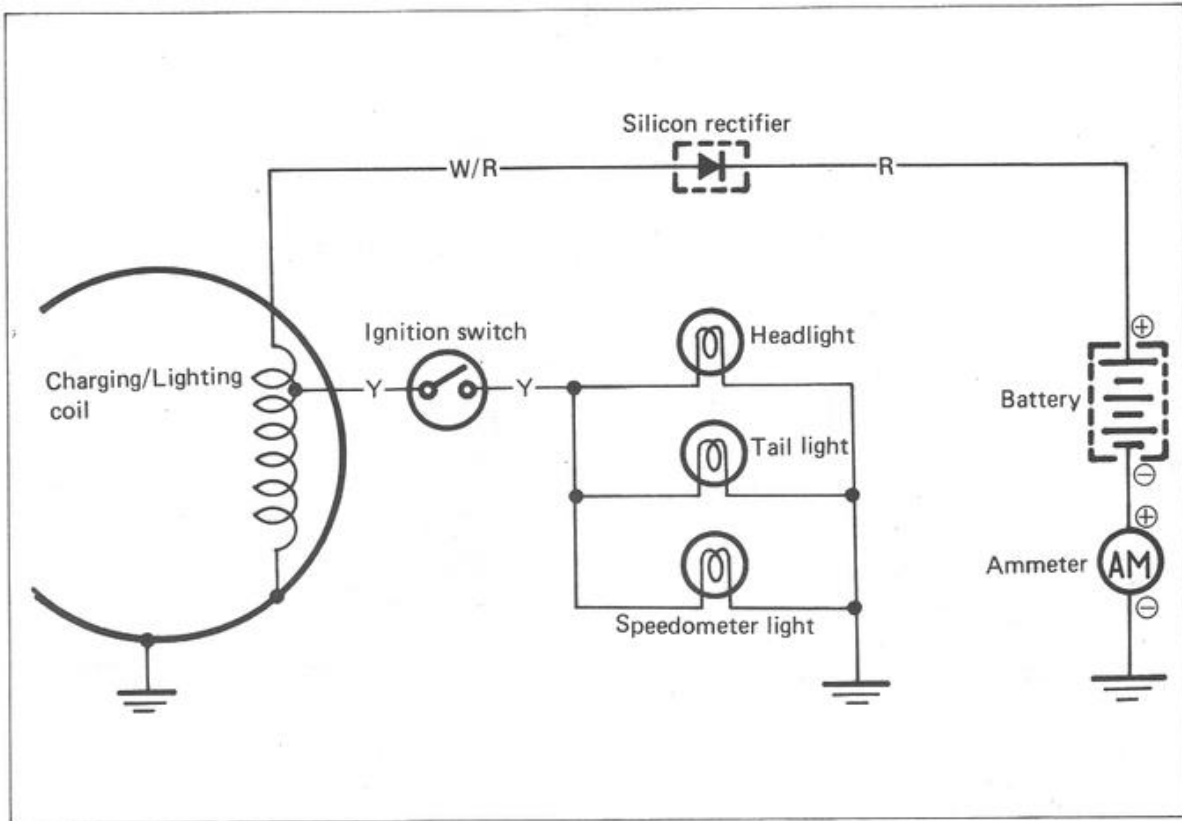 Silicon rectifier
W/R
R
Ignition switch
Headlight
Charging/Lighting
coil
Y
Y
⊕
Battery
Tail light
⊖
⊕
Ammeter
AM
⊖
Speedometer light